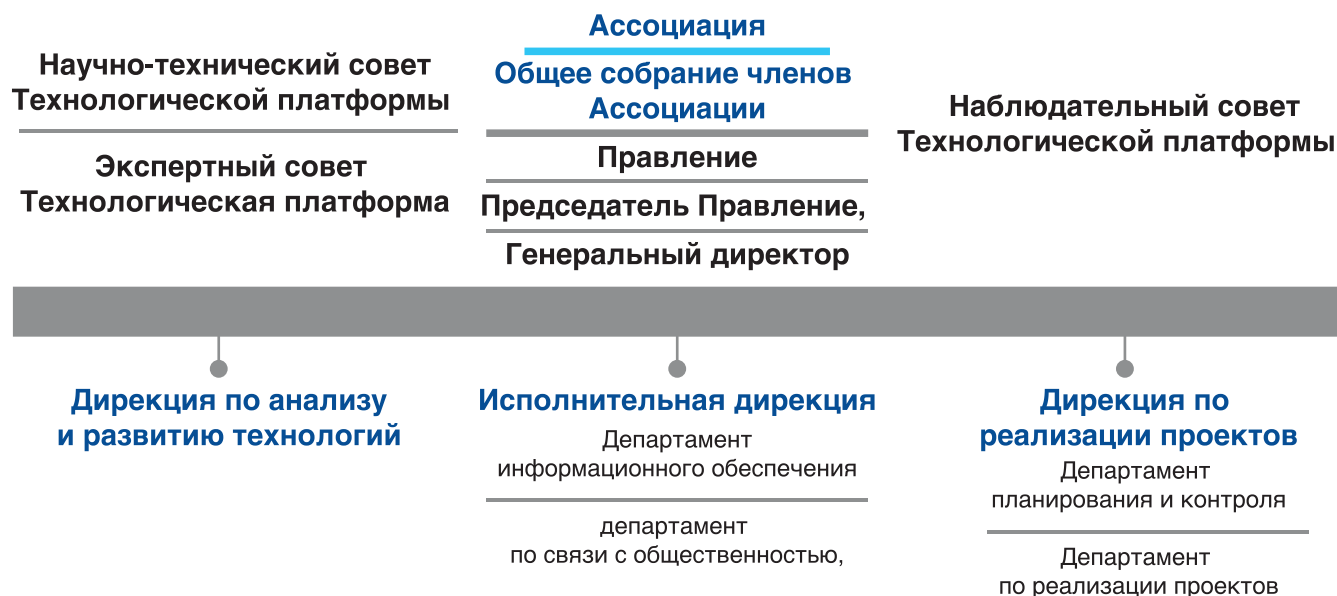 Научно-технический совет
Технологической платформы
Экспертный совет
Технологическая платформа
Ассоциация
Общее собрание членов
Ассоциации
Правление
Председатель Правление,
Генеральный директор
Наблюдательный совет
Технологической платформы
Дирекция по анализу
и развитию технологий
Исполнительная дирекция
Департамент
информационного обеспечения
департамент
по связи с общественностью,
Дирекция по
реализации проектов
Департамент
планирования и контроля
Департамент
по реализации проектов